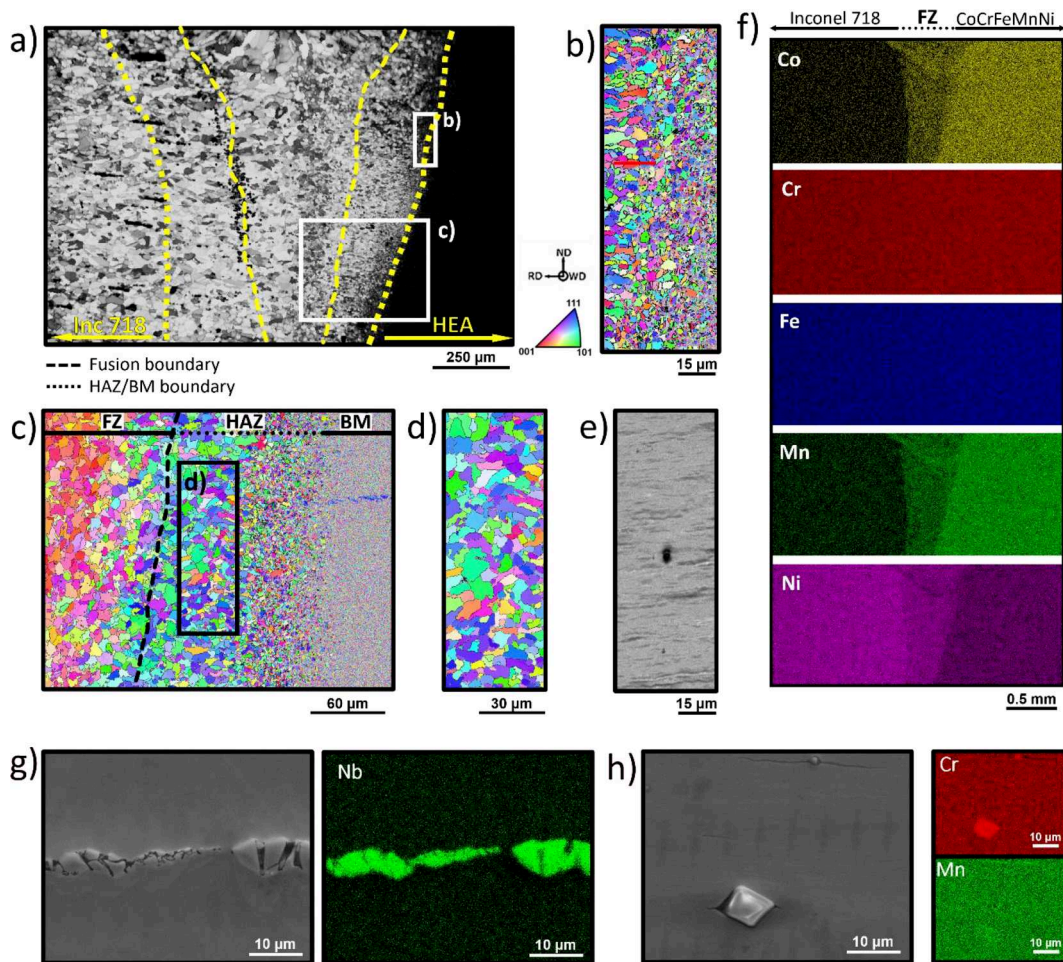 a)
b)
c)
Inc 718
HEA
250 µm
Fusion boundary
HAZ/BM boundary
ND
RD
WD
111
001
101
b)
15 µm
c)
FZ
HAZ
BM
d)
60 µm
d)
30 µm
e)
15 µm
f)
Inconel 718
FZ
CoCrFeMnNi
Co
Cr
Fe
Mn
Ni
0.5 mm
g)
10 µm
Nb
10 µm
h)
10 µm
Cr
10 µm
Mn
10 µm